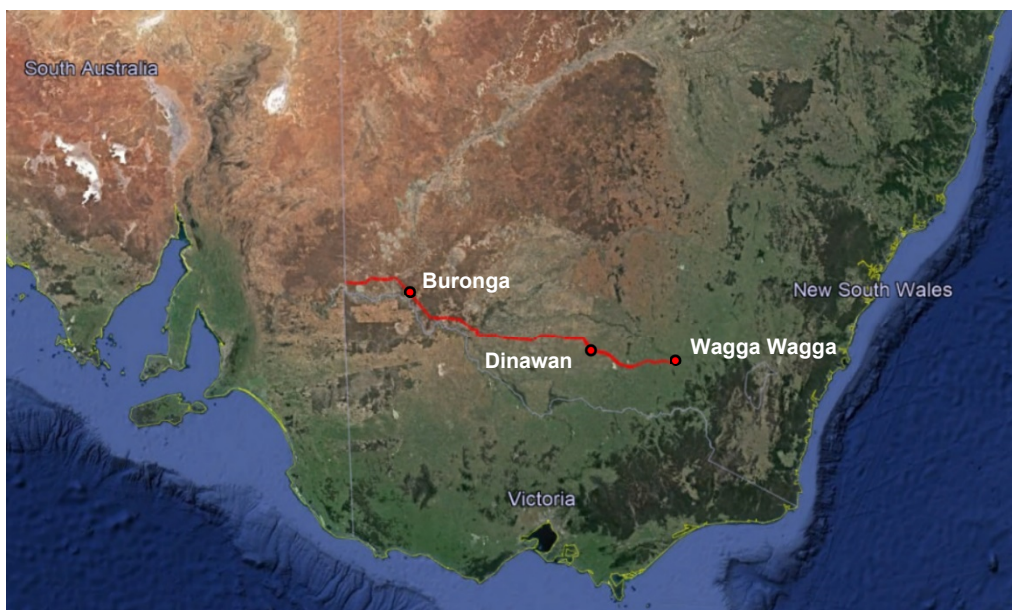 South Australia
Buronga
New South Wales
Wagga Wagga
Dinawan
Victoria